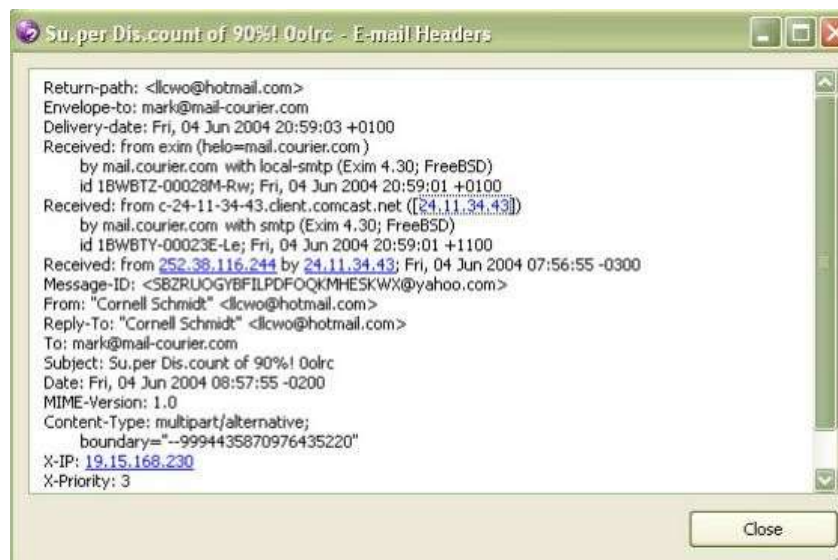 Su.per Dis.count of 90%! 0olrc - E-mail Headers
Return-path: <llcwo@hotmail.com>
Envelope-to: mark@mail-courier.com
Delivery-date: Fri, 04 Jun 2004 20:59:03 +0100
Received: from exim (helo=mail.courier.com )
by mail.courier.com with local-smtp (Exim 4.30; FreeBSD)
id 1BWBTZ-00028M-Rw; Fri, 04 Jun 2004 20:59:01 +0100
Received: from c-24-11-34-43.client.comcast.net ([24.11.34.43])
by mail.courier.com with smtp (Exim 4.30; FreeBSD)
id 1BWBTY-00023E-Le; Fri, 04 Jun 2004 20:59:01 +1100
Received: from 252.38.116.244 by 24.11.34.43; Fri, 04 Jun 2004 07:56:55 -0300
Message-ID: <SBZRUOGYBFILPDFOQKMHESKWX@yahoo.com>
From: "Cornell Schmidt" <llcwo@hotmail.com>
Reply-To: "Cornell Schmidt" <llcwo@hotmail.com>
To: mark@mail-courier.com
Subject: Su.per Dis.count of 90%! 0olrc
Date: Fri, 04 Jun 2004 08:57:55 -0200
MIME-Version: 1.0
Content-Type: multipart/alternative;
boundary="--9994435870976435220"
X-IP: 19.15.168.230
X-Priority: 3
Close